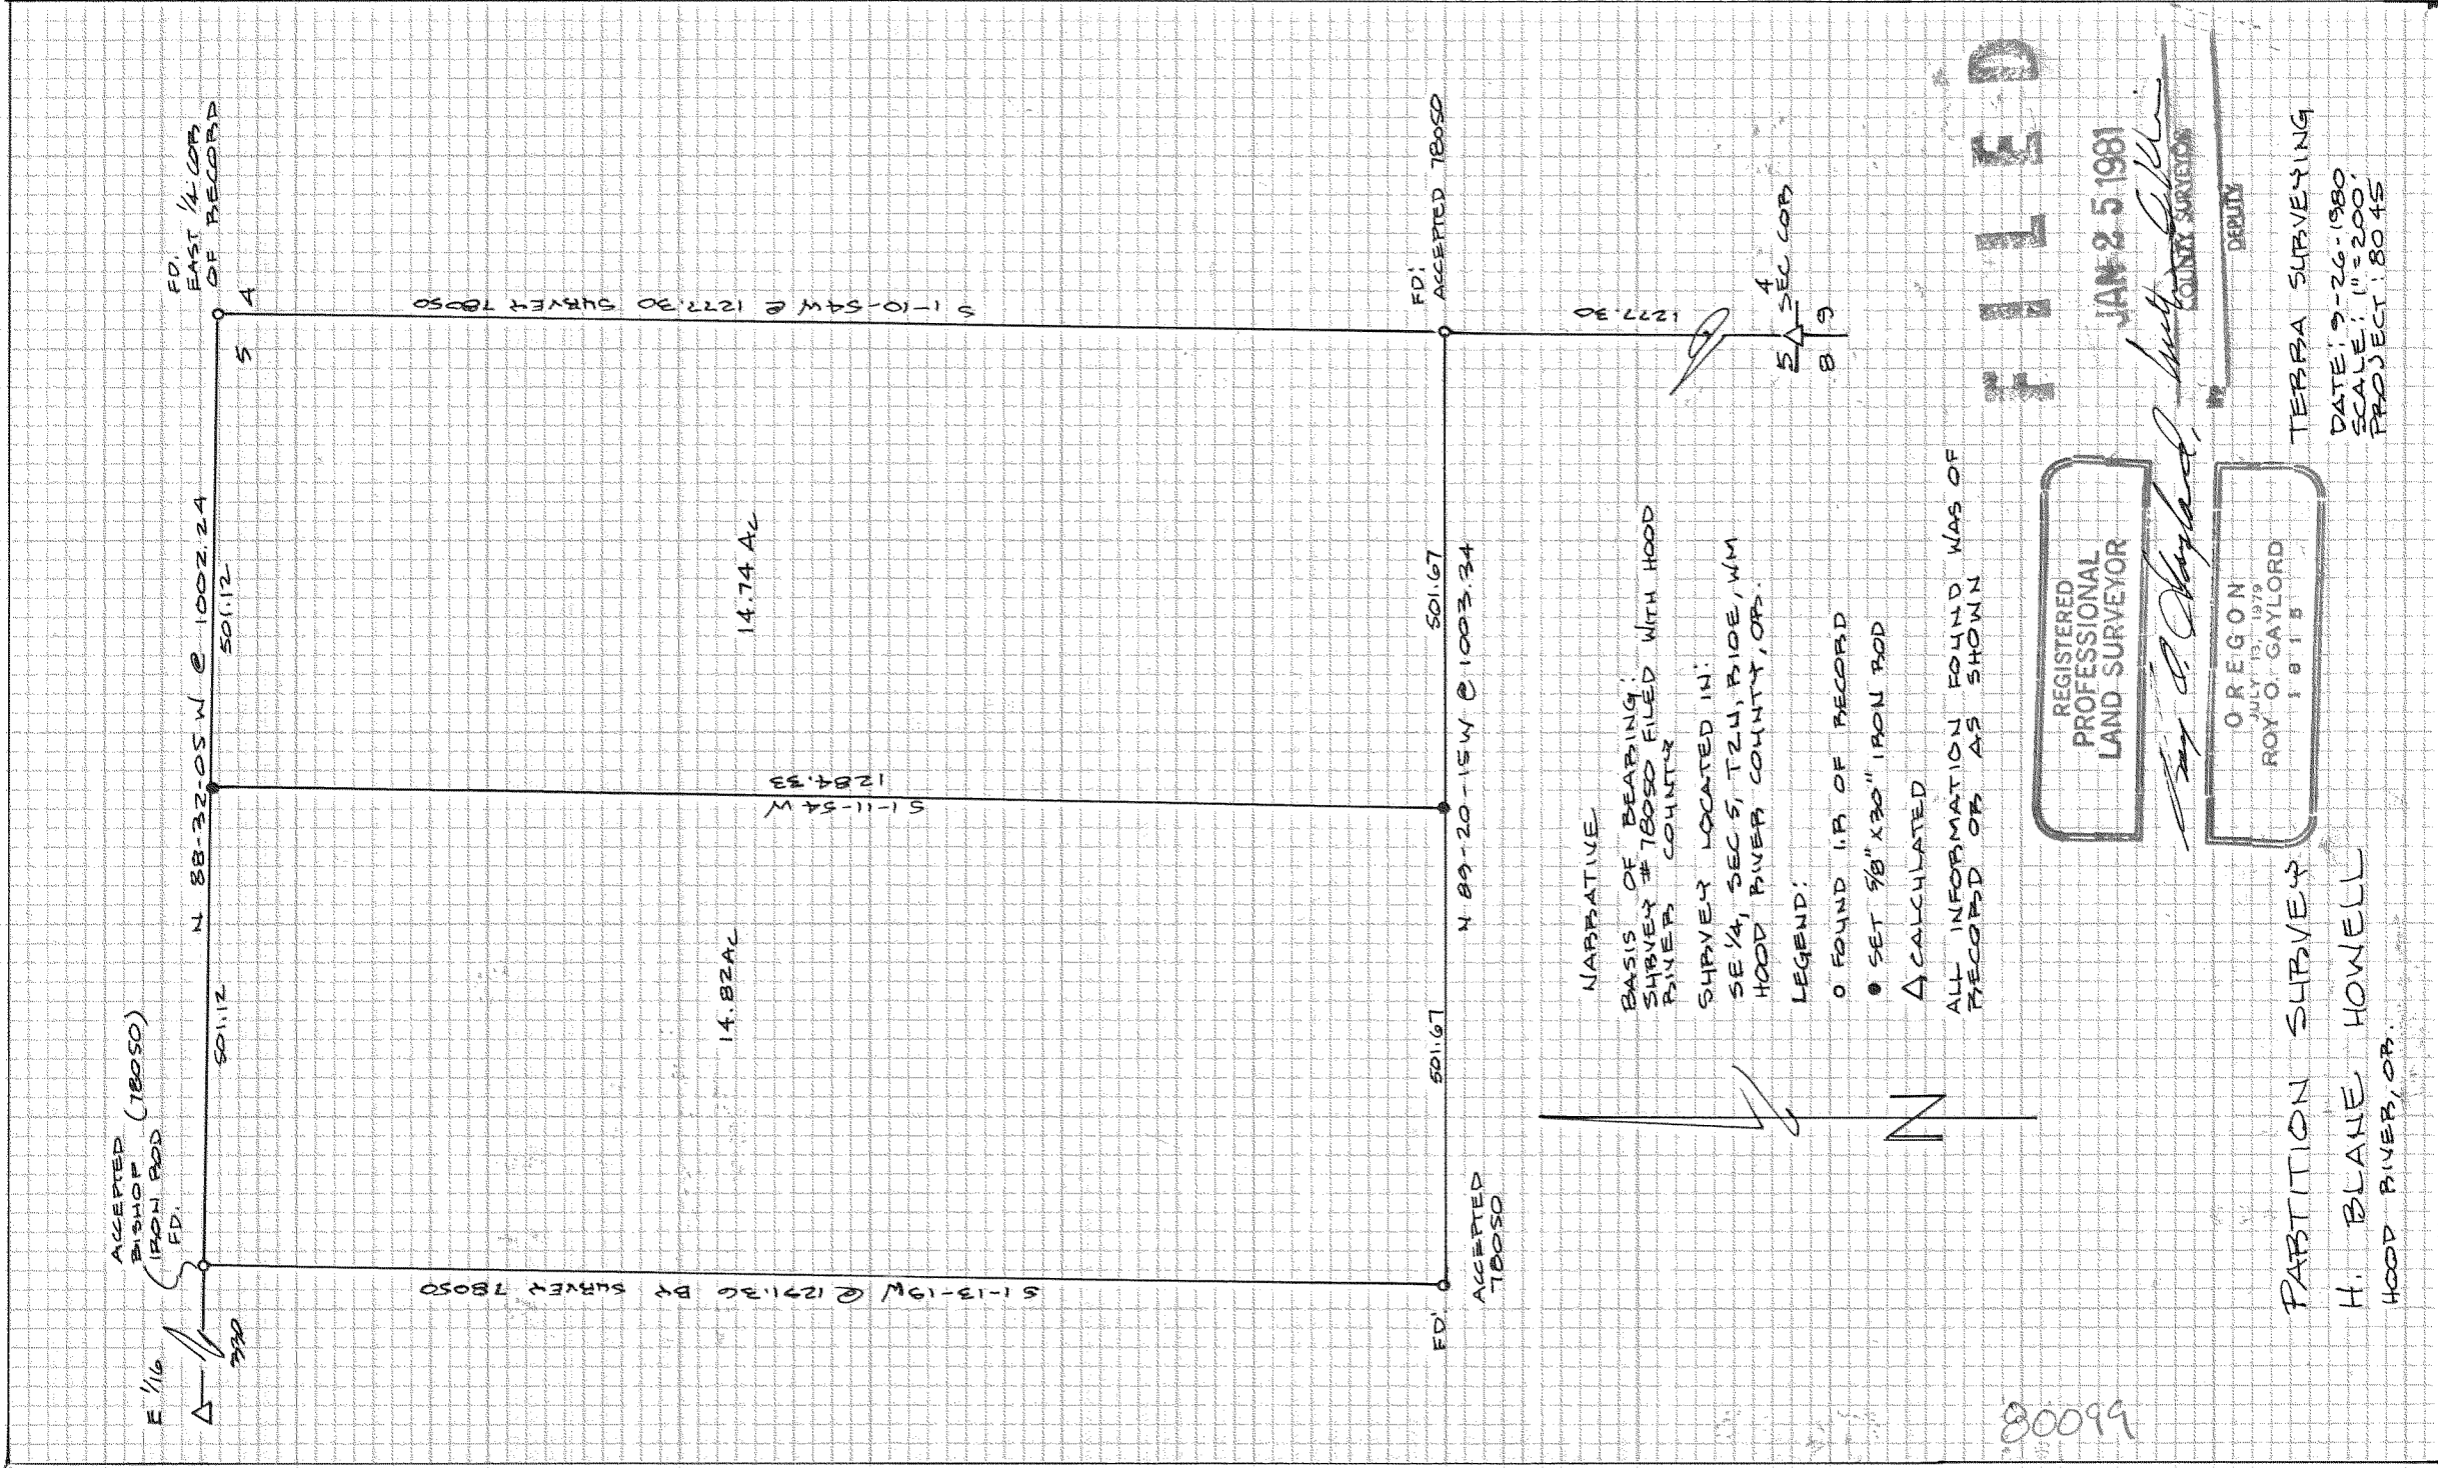 E 1/16
330
ACCEPTED
BISHOP
IRON ROD (78050)
FD.
N 88-32-05 W @ 1002.24
501.12
501.12
FD.
EAST 1/4 COR
OF RECORD
5
4
S 1-13-19W @ 1291.36 BY SURVEY 78050
14.82 AC
S 1-11-54 W
1284.33
14.74 AC
S 1-10-54W @ 1277.30 SURVEY 78050
FD.
ACCEPTED
78050
501.67
501.67
N 89-20-15W @ 1003.34
FD.
ACCEPTED 78050
1277.30
5
4
SEC COR
8
9
N
NARRATIVE
BASIS OF BEARING:
SURVEY # 78050 FILED WITH HOOD
RIVER COUNTY
SURVEY LOCATED IN:
SE 1/4, SEC 5, T2N, R10E, WM
HOOD RIVER COUNTY, OR.
LEGEND:
o FOUND I.R. OF RECORD
● SET 5/8" X 30" IRON ROD
△ CALCULATED
ALL INFORMATION FOUND WAS OF
RECORD OR AS SHOWN
FILED
JAN 25 1981
COUNTY SURVEYOR
BY
DEPUTY
REGISTERED
PROFESSIONAL
LAND SURVEYOR
OREGON
JULY 13, 1979
ROY O. GAYLORD
1815
80099
PARTITION SURVEY
H. BLANE HOWELL
HOOD RIVER, OR.
TERRA SURVEYING
DATE: 9-26-1980
SCALE: 1"=200'
PROJECT: 8045